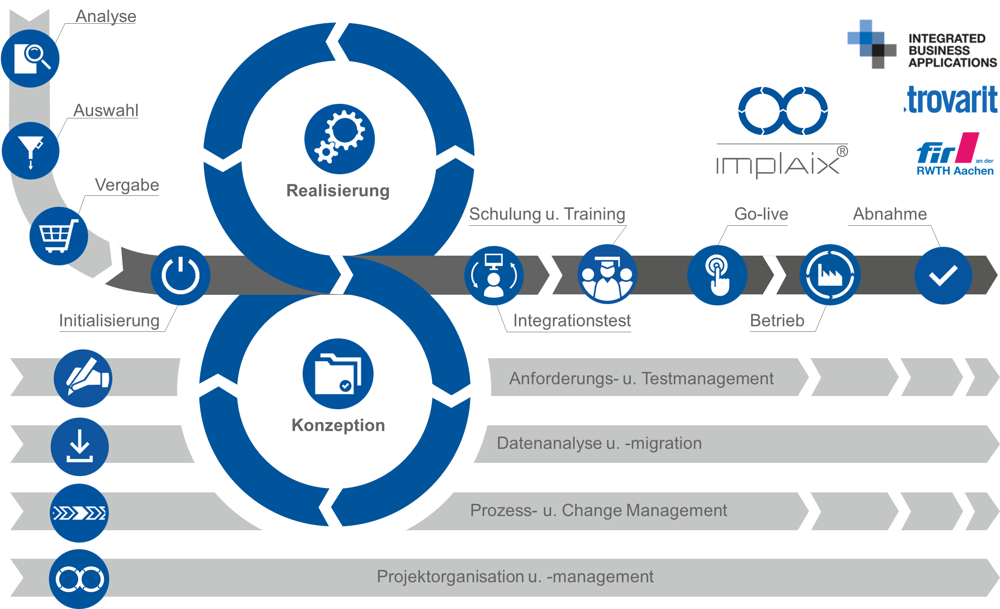 Analyse
Auswahl
Vergabe
Initialisierung
Realisierung
INTEGRATED
BUSINESS
APPLICATIONS
trovarit
implaix®
fir
an der
RWTH Aachen
Schulung u. Training
Go-live
Abnahme
Integrationstest
Betrieb
Konzeption
Anforderungs- u. Testmanagement
Datenanalyse u. -migration
Prozess- u. Change Management
Projektorganisation u. -management